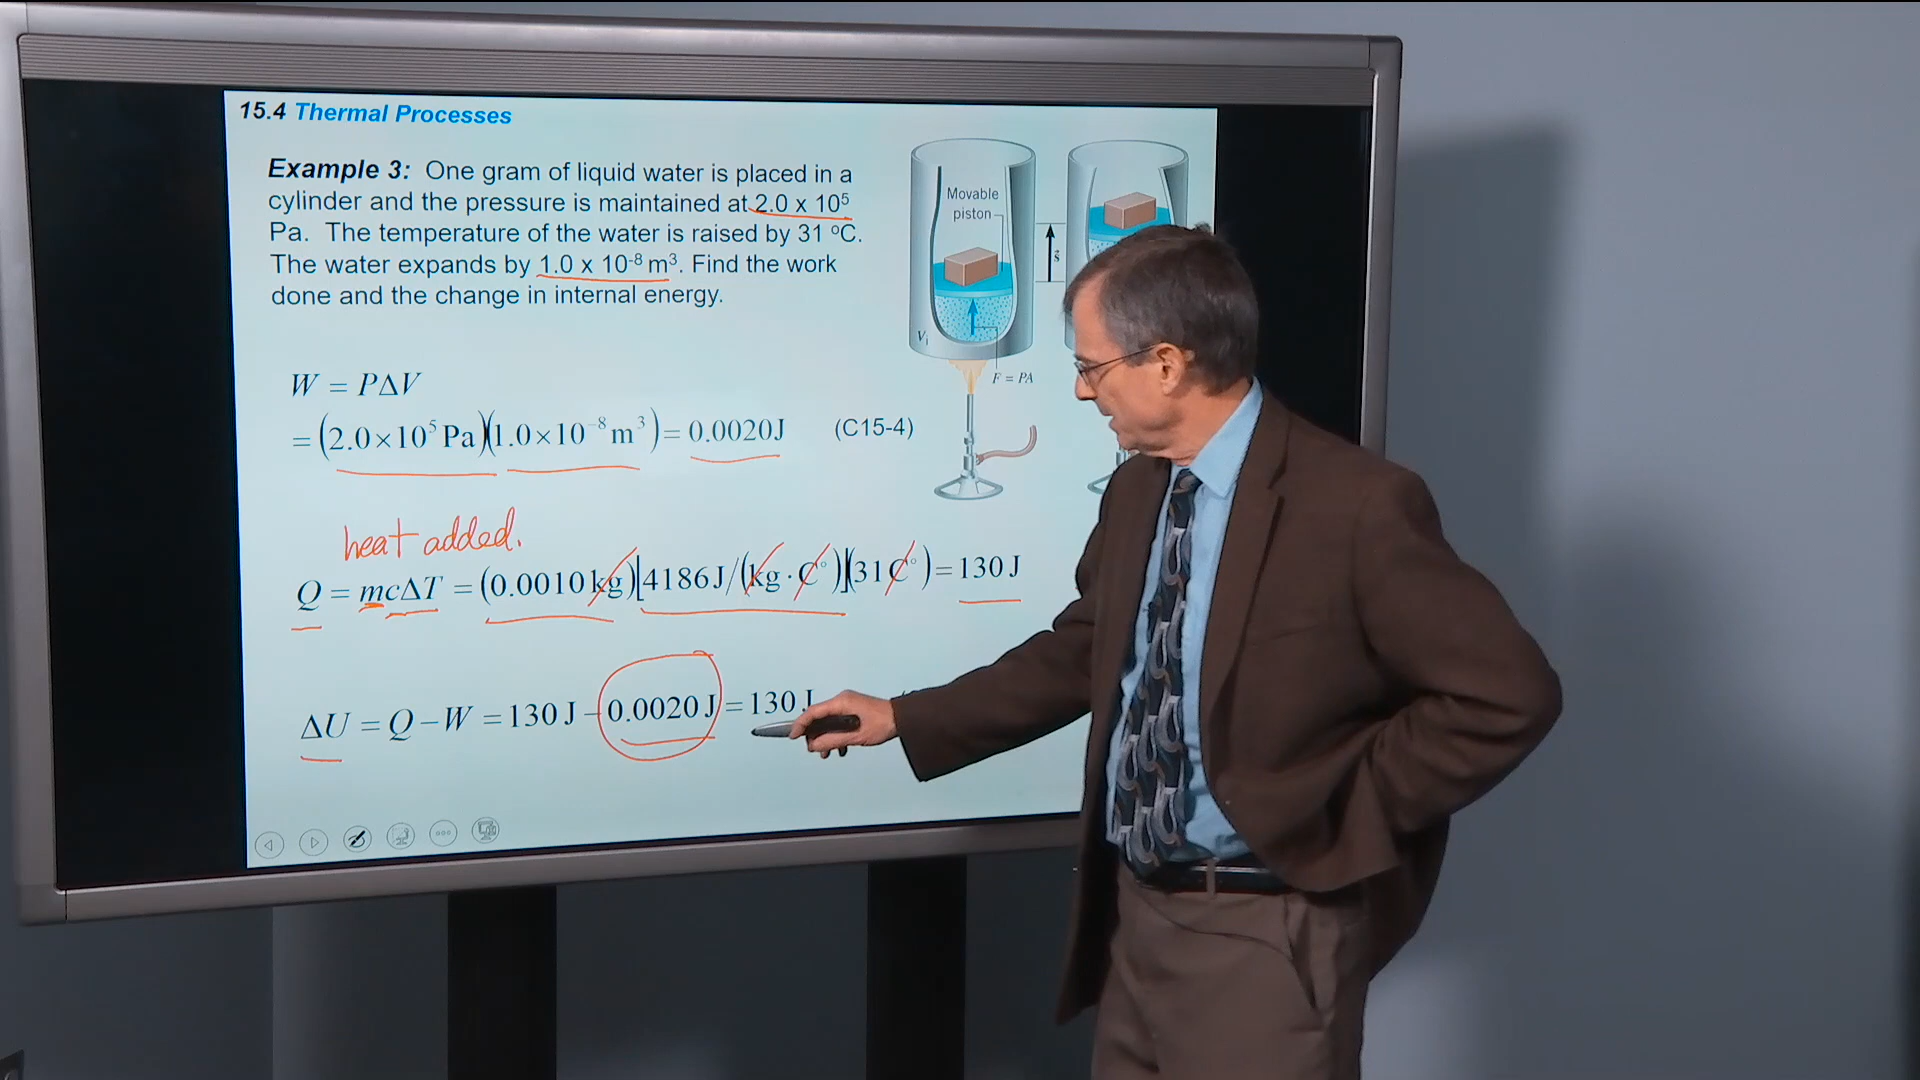 15.4 Thermal Processes
Example 3: One gram of liquid water is placed in a
cylinder and the pressure is maintained at 2.0 x 10⁵
Pa. The temperature of the water is raised by 31 ºC.
The water expands by 1.0 x 10⁻⁸ m³. Find the work
done and the change in internal energy.
Movable
piston
s
Vᵢ
F = PA
W = PΔV
= (2.0×10⁵ Pa)(1.0×10⁻⁸ m³) = 0.0020J (C15-4)
heat added.
Q = mcΔT = (0.0010 kg)[4186J/(kg · C°)](31C°) = 130 J
ΔU = Q − W = 130 J − 0.0020 J = 130 J